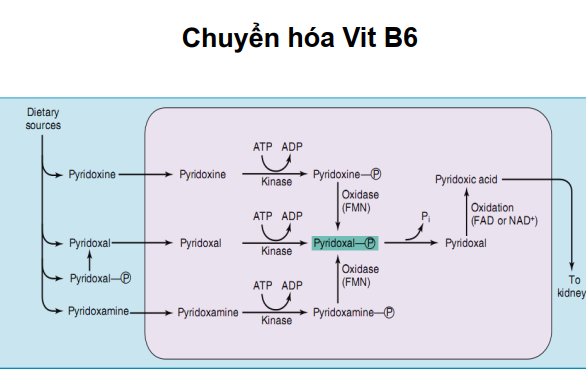 Chuyển hóa Vit B6
Dietary
sources
ATP ADP
Pyridoxine Pyridoxine Kinase Pyridoxine—Ⓟ
Pyridoxic acid
Oxidase
(FMN)
Oxidation
(FAD or NAD⁺)
ATP ADP
Pi
Pyridoxal Pyridoxal Kinase Pyridoxal—Ⓟ Pyridoxal
Pyridoxal—Ⓟ
Oxidase
(FMN)
ATP ADP
To
kidney
Pyridoxamine Pyridoxamine Kinase Pyridoxamine—Ⓟ